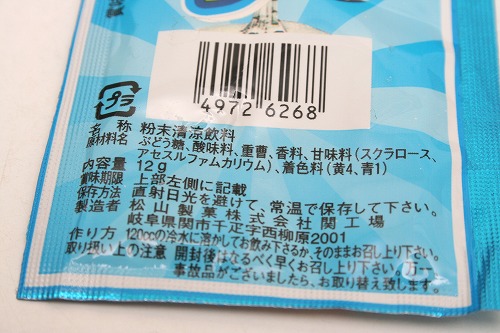 4972 6268
プラ
名称 粉末清涼飲料
原材料名 ぶどう糖、酸味料、重曹、香料、甘味料(スクラロース、
アセスルファムカリウム)、着色料(黄4、青1)
内容量 12g
賞味期限 上部左側に記載
保存方法 直射日光を避けて、常温で保存して下さい。
製造者 松山製菓株式会社関工場
岐阜県関市千疋字西柳原2001
作り方 120ccの冷水に溶かしてお飲み下さるか、そのままお召し上り下さい。
取り扱い上の注意 開封後はなるべく早くお召し上り下さい。万一
事故品がございましたら、お取り替え致します。